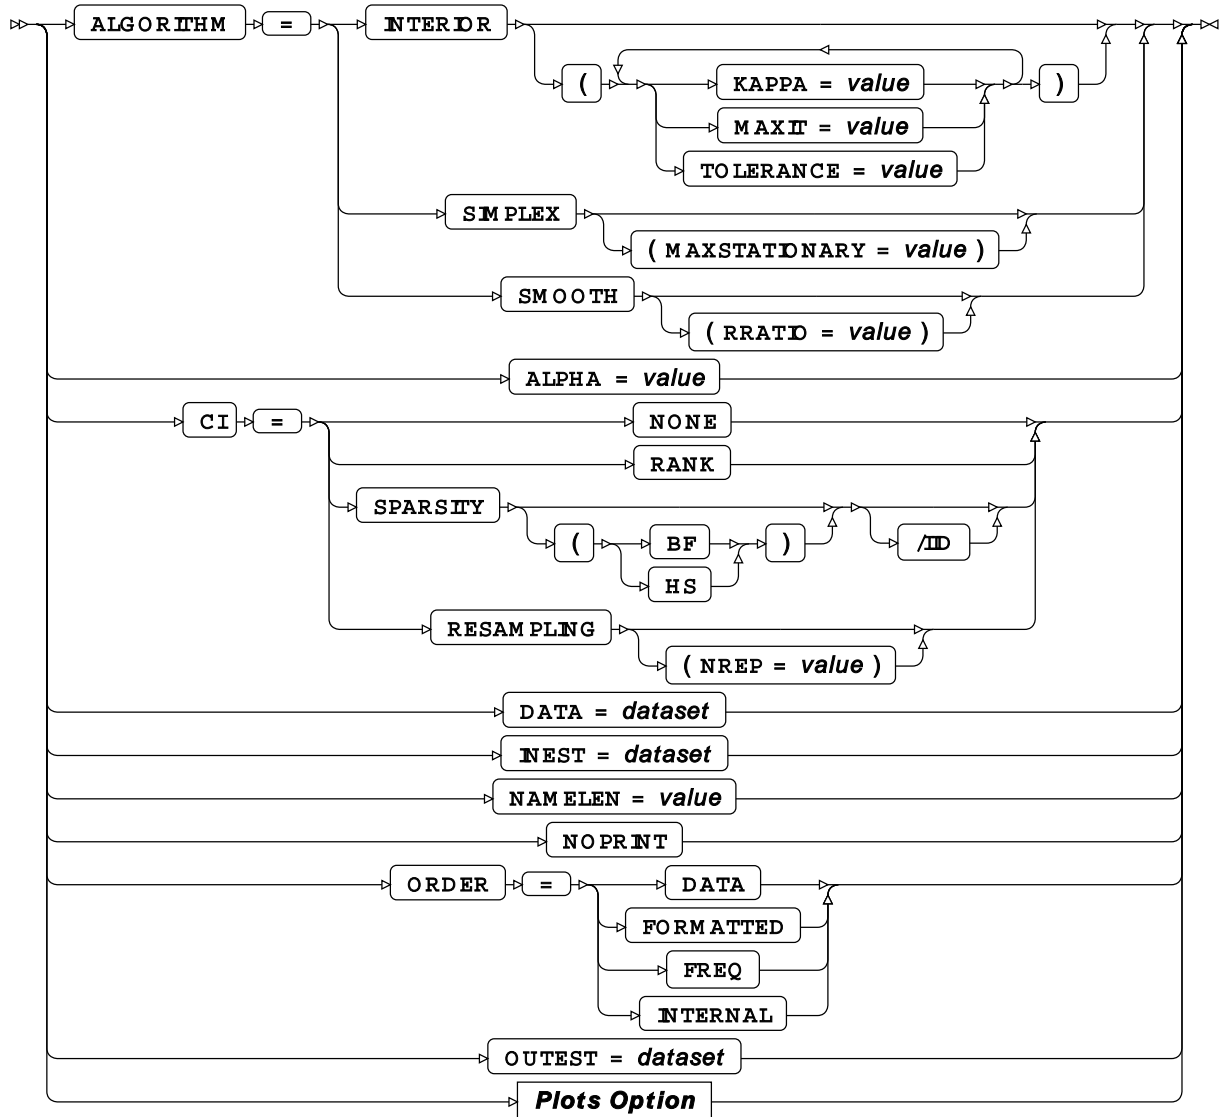 ALGORITHM = INTERIOR
( KAPPA = value )
MAXIT = value
TOLERANCE = value
SIMPLEX
( MAXSTATIONARY = value )
SMOOTH
( RRATIO = value )
ALPHA = value
CI = NONE
RANK
SPARSITY
( BF ) /IID
HS
RESAMPLING
( NREP = value )
DATA = dataset
INEST = dataset
NAMELEN = value
NOPRINT
ORDER = DATA
FORMATTED
FREQ
INTERNAL
OUTEST = dataset
Plots Option